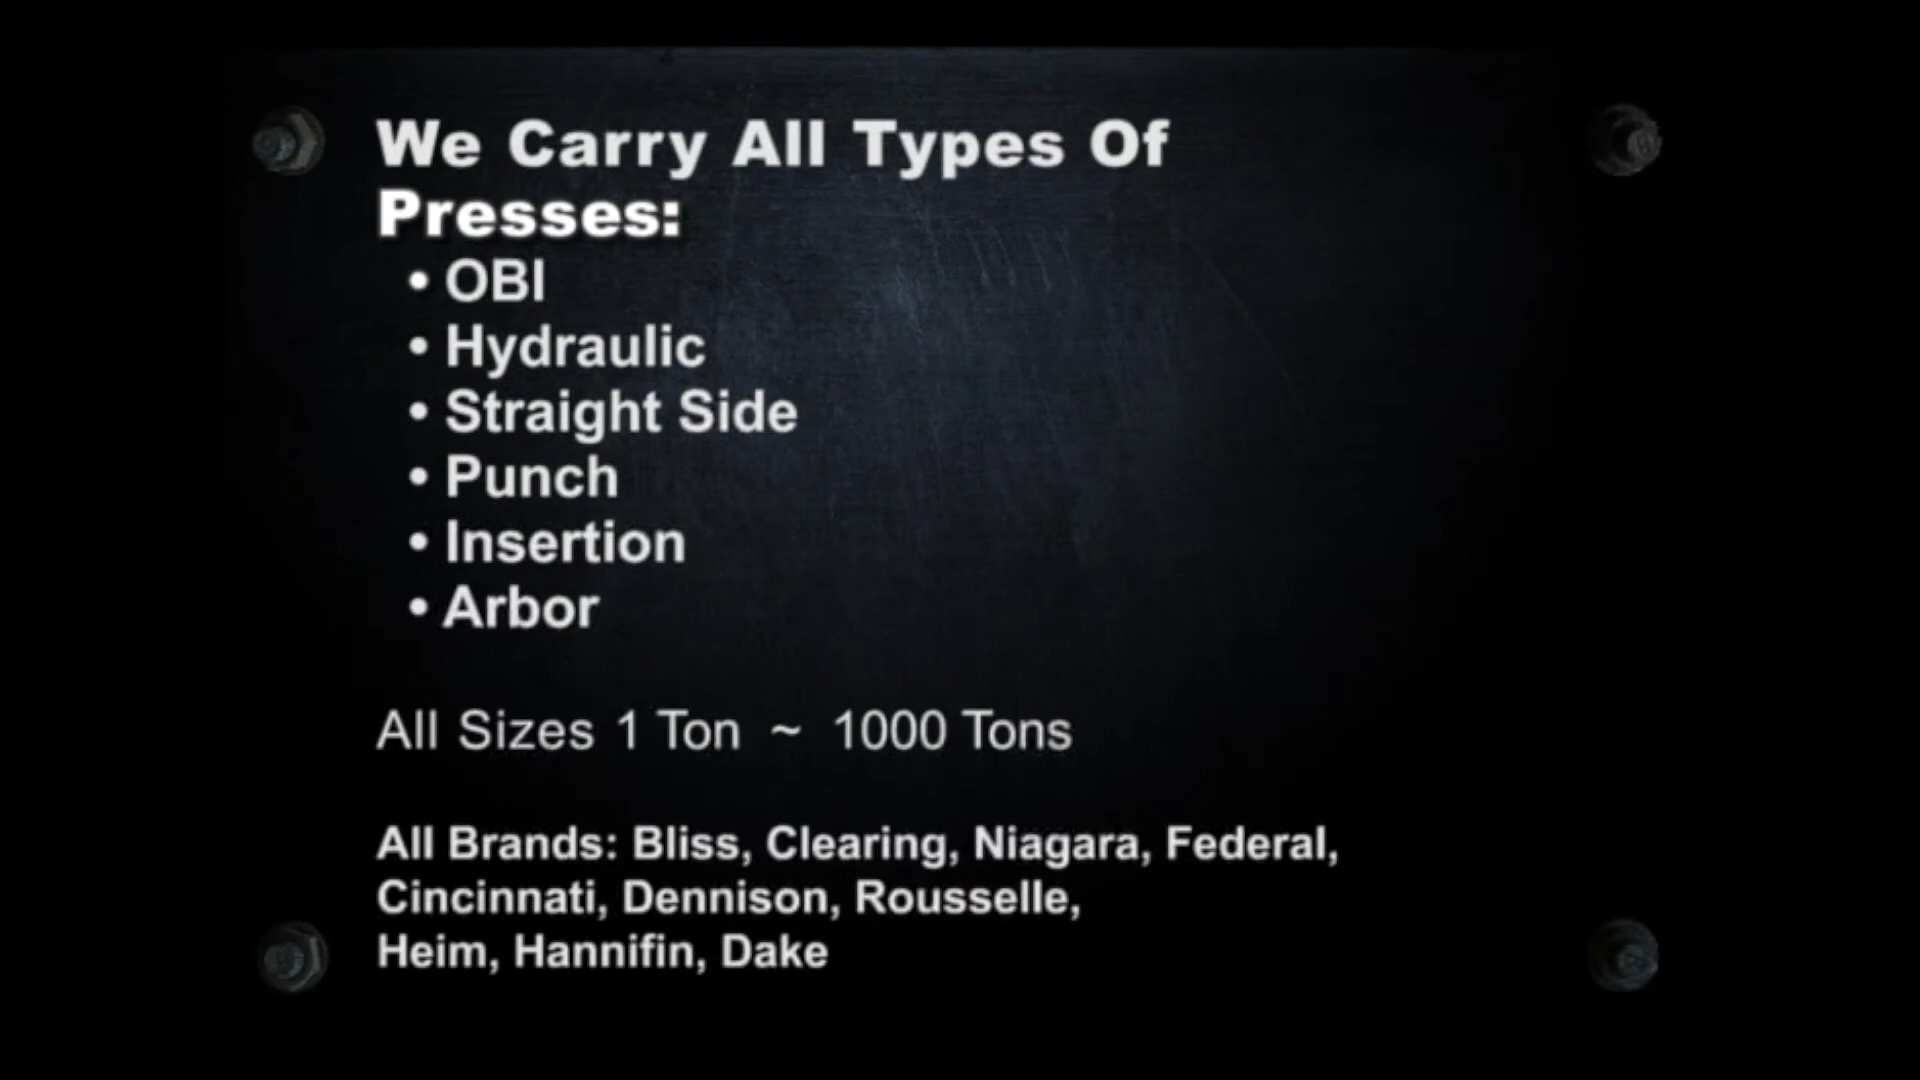 We Carry All Types Of
Presses:
• OBI
• Hydraulic
• Straight Side
• Punch
• Insertion
• Arbor
All Sizes 1 Ton ~ 1000 Tons
All Brands: Bliss, Clearing, Niagara, Federal,
Cincinnati, Dennison, Rousselle,
Heim, Hannifin, Dake